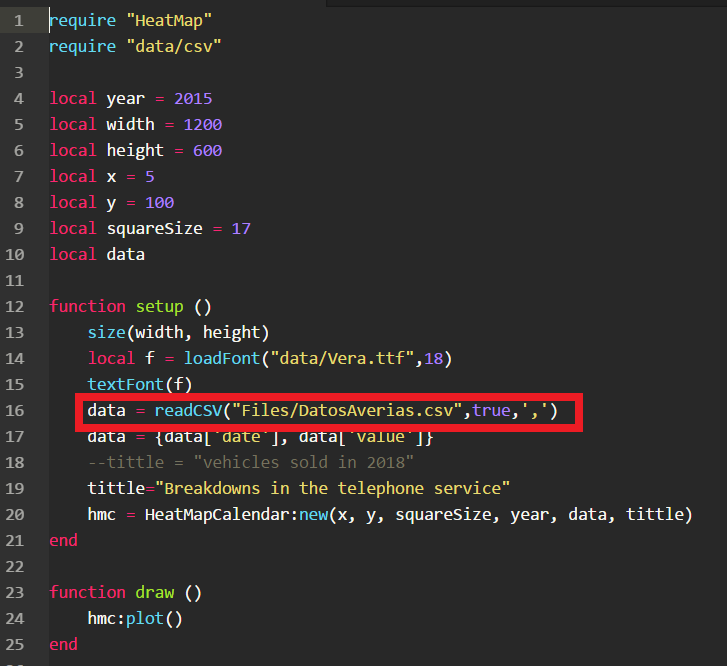 1 require "HeatMap"
2 require "data/csv"
3
4 local year = 2015
5 local width = 1200
6 local height = 600
7 local x = 5
8 local y = 100
9 local squareSize = 17
10 local data
11
12 function setup ()
13 size(width, height)
14 local f = loadFont("data/Vera.ttf",18)
15 textFont(f)
16 data = readCSV("Files/DatosAverias.csv",true,',')
17 data = {data['date'], data['value']}
18 --tittle = "vehicles sold in 2018"
19 tittle="Breakdowns in the telephone service"
20 hmc = HeatMapCalendar:new(x, y, squareSize, year, data, tittle)
21 end
22
23 function draw ()
24 hmc:plot()
25 end